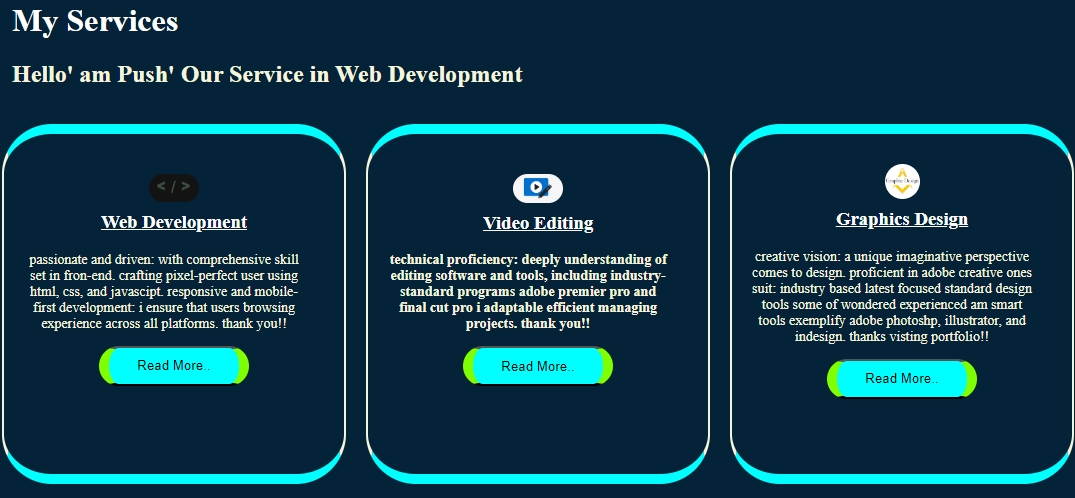 My Services
Hello' am Push' Our Service in Web Development
< / >
Web Development
passionate and driven: with comprehensive skill
set in fron-end. crafting pixel-perfect user using
html, css, and javascipt. responsive and mobile-
first development: i ensure that users browsing
experience across all platforms. thank you!!
Read More..
Video Editing
technical proficiency: deeply understanding of
editing software and tools, including industry-
standard programs adobe premier pro and
final cut pro i adaptable efficient managing
projects. thank you!!
Read More..
Graphic Design
Graphics Design
creative vision: a unique imaginative perspective
comes to design. proficient in adobe creative ones
suit: industry based latest focused standard design
tools some of wondered experienced am smart
tools exemplify adobe photoshp, illustrator, and
indesign. thanks visting portfolio!!
Read More..